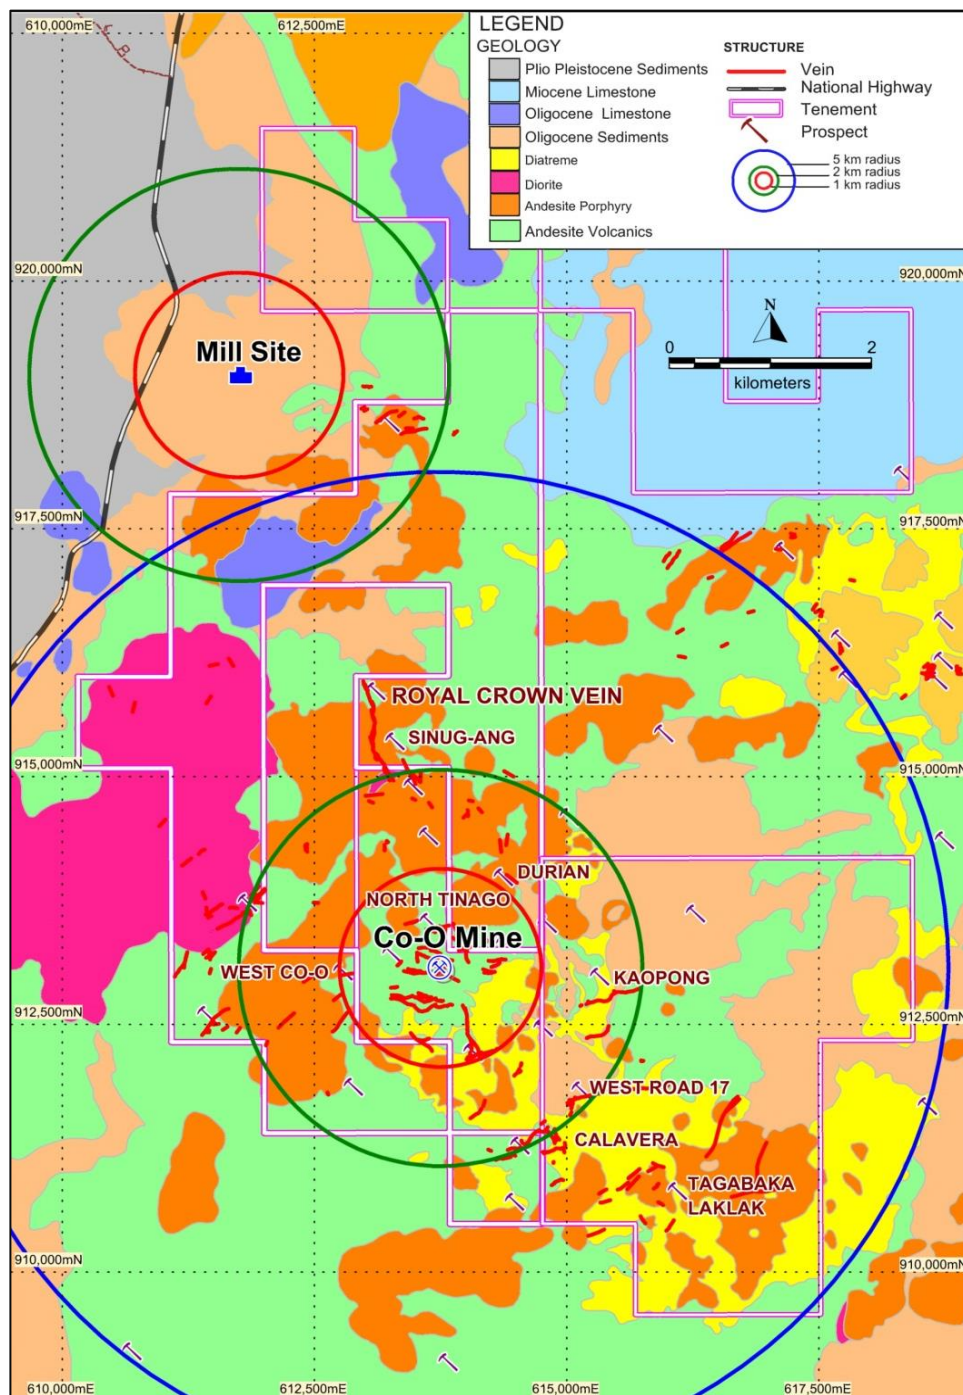 610,000mE
612,500mE
LEGEND
GEOLOGY
Plio Pleistocene Sediments
Miocene Limestone
Oligocene Limestone
Oligocene Sediments
Diatreme
Diorite
Andesite Porphyry
Andesite Volcanics
STRUCTURE
Vein
National Highway
Tenement
Prospect
5 km radius
2 km radius
1 km radius
920,000mN
920,000mN
N
0
2
kilometers
Mill Site
917,500mN
917,500mN
ROYAL CROWN VEIN
SINUG-ANG
915,000mN
915,000mN
DURIAN
NORTH TINAGO
Co-O Mine
WEST CO-O
KAOPONG
912,500mN
912,500mN
WEST ROAD 17
CALAVERA
TAGABAKA
LAKLAK
910,000mN
910,000mN
610,000mE
612,500mE
615,000mE
617,500mE